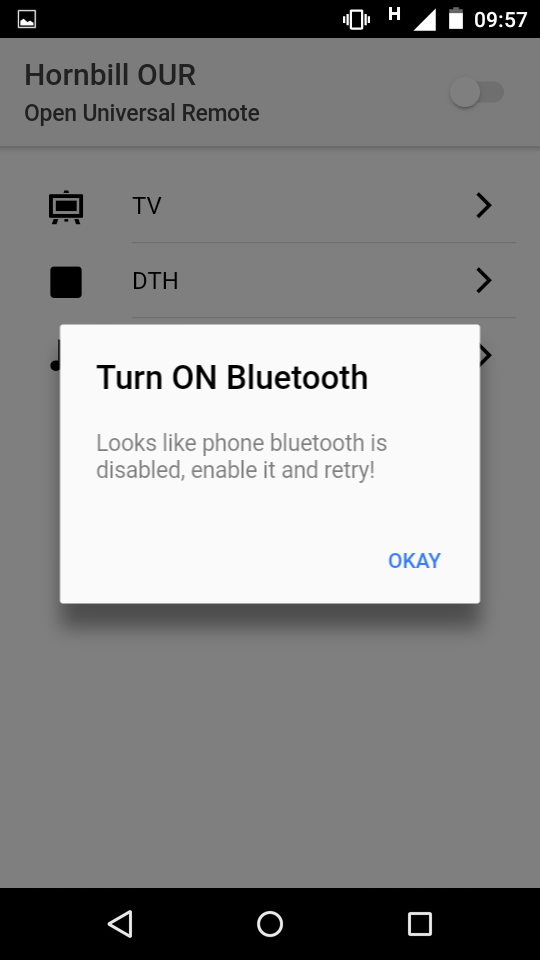 H 09:57
Hornbill OUR
Open Universal Remote
TV
DTH
Turn ON Bluetooth
Looks like phone bluetooth is
disabled, enable it and retry!
OKAY